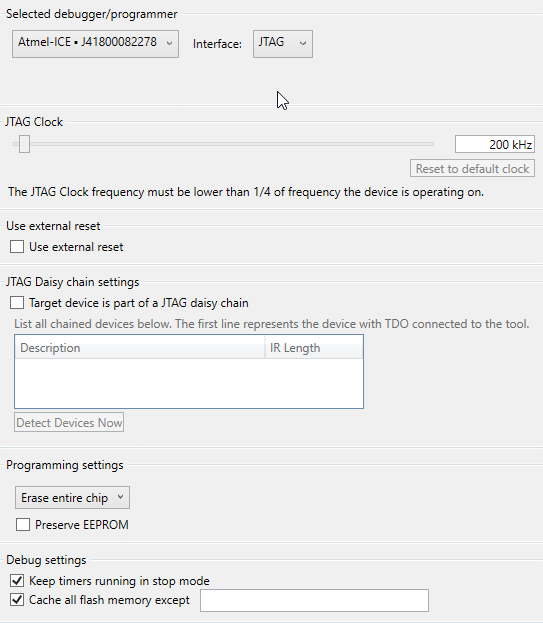 Selected debugger/programmer
Atmel-ICE • J41800082278 Interface: JTAG
JTAG Clock
200 kHz
Reset to default clock
The JTAG Clock frequency must be lower than 1/4 of frequency the device is operating on.
Use external reset
Use external reset
JTAG Daisy chain settings
Target device is part of a JTAG daisy chain
List all chained devices below. The first line represents the device with TDO connected to the tool.
Description IR Length
Detect Devices Now
Programming settings
Erase entire chip
Preserve EEPROM
Debug settings
Keep timers running in stop mode
Cache all flash memory except